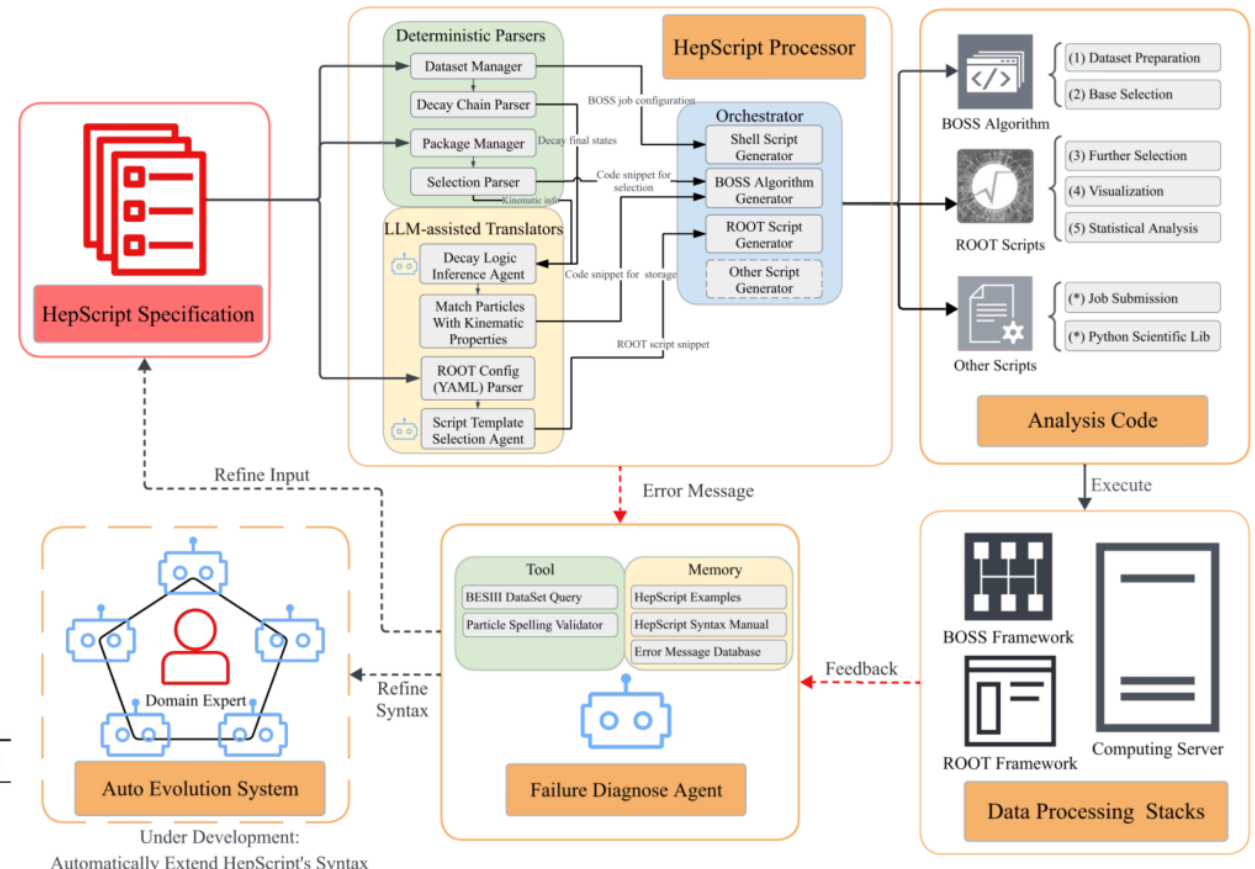 HepScript Specification
HepScript Processor
Deterministic Parsers
Dataset Manager
Decay Chain Parser
Package Manager
Selection Parser
LLM-assisted Translators
Decay Logic
Inference Agent
Match Particles
With Kinematic
Properties
ROOT Config
(YAML) Parser
Script Template
Selection Agent
BOSS job configuration
Decay final states
Code snippet for
selection
Kinematic info
Code snippet for storage
ROOT script snippet
Orchestrator
Shell Script
Generator
BOSS Algorithm
Generator
ROOT Script
Generator
Other Script
Generator
BOSS Algorithm
(1) Dataset Preparation
(2) Base Selection
ROOT Scripts
(3) Further Selection
(4) Visualization
(5) Statistical Analysis
Other Scripts
(*) Job Submission
(*) Python Scientific Lib
Analysis Code
Execute
Refine Input
Error Message
Tool
BESIII DataSet Query
Particle Spelling Validator
Memory
HepScript Examples
HepScript Syntax Manual
Error Message Database
Failure Diagnose Agent
Feedback
BOSS Framework
ROOT Framework
Computing Server
Data Processing Stacks
Refine
Syntax
Domain Expert
Auto Evolution System
Under Development:
Automatically Extend HepScript's Syntax